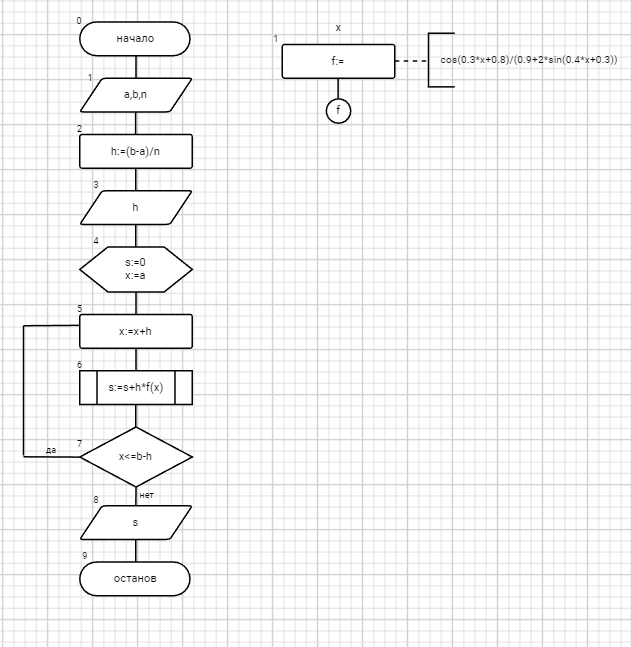 0
начало
1
a,b,n
2
h:=(b-a)/n
3
h
4
s:=0
x:=a
5
x:=x+h
6
s:=s+h*f(x)
7
да
x<=b-h
нет
8
s
9
останов
x
1
f:=
cos(0.3*x+0.8)/(0.9+2*sin(0.4*x+0.3))
f